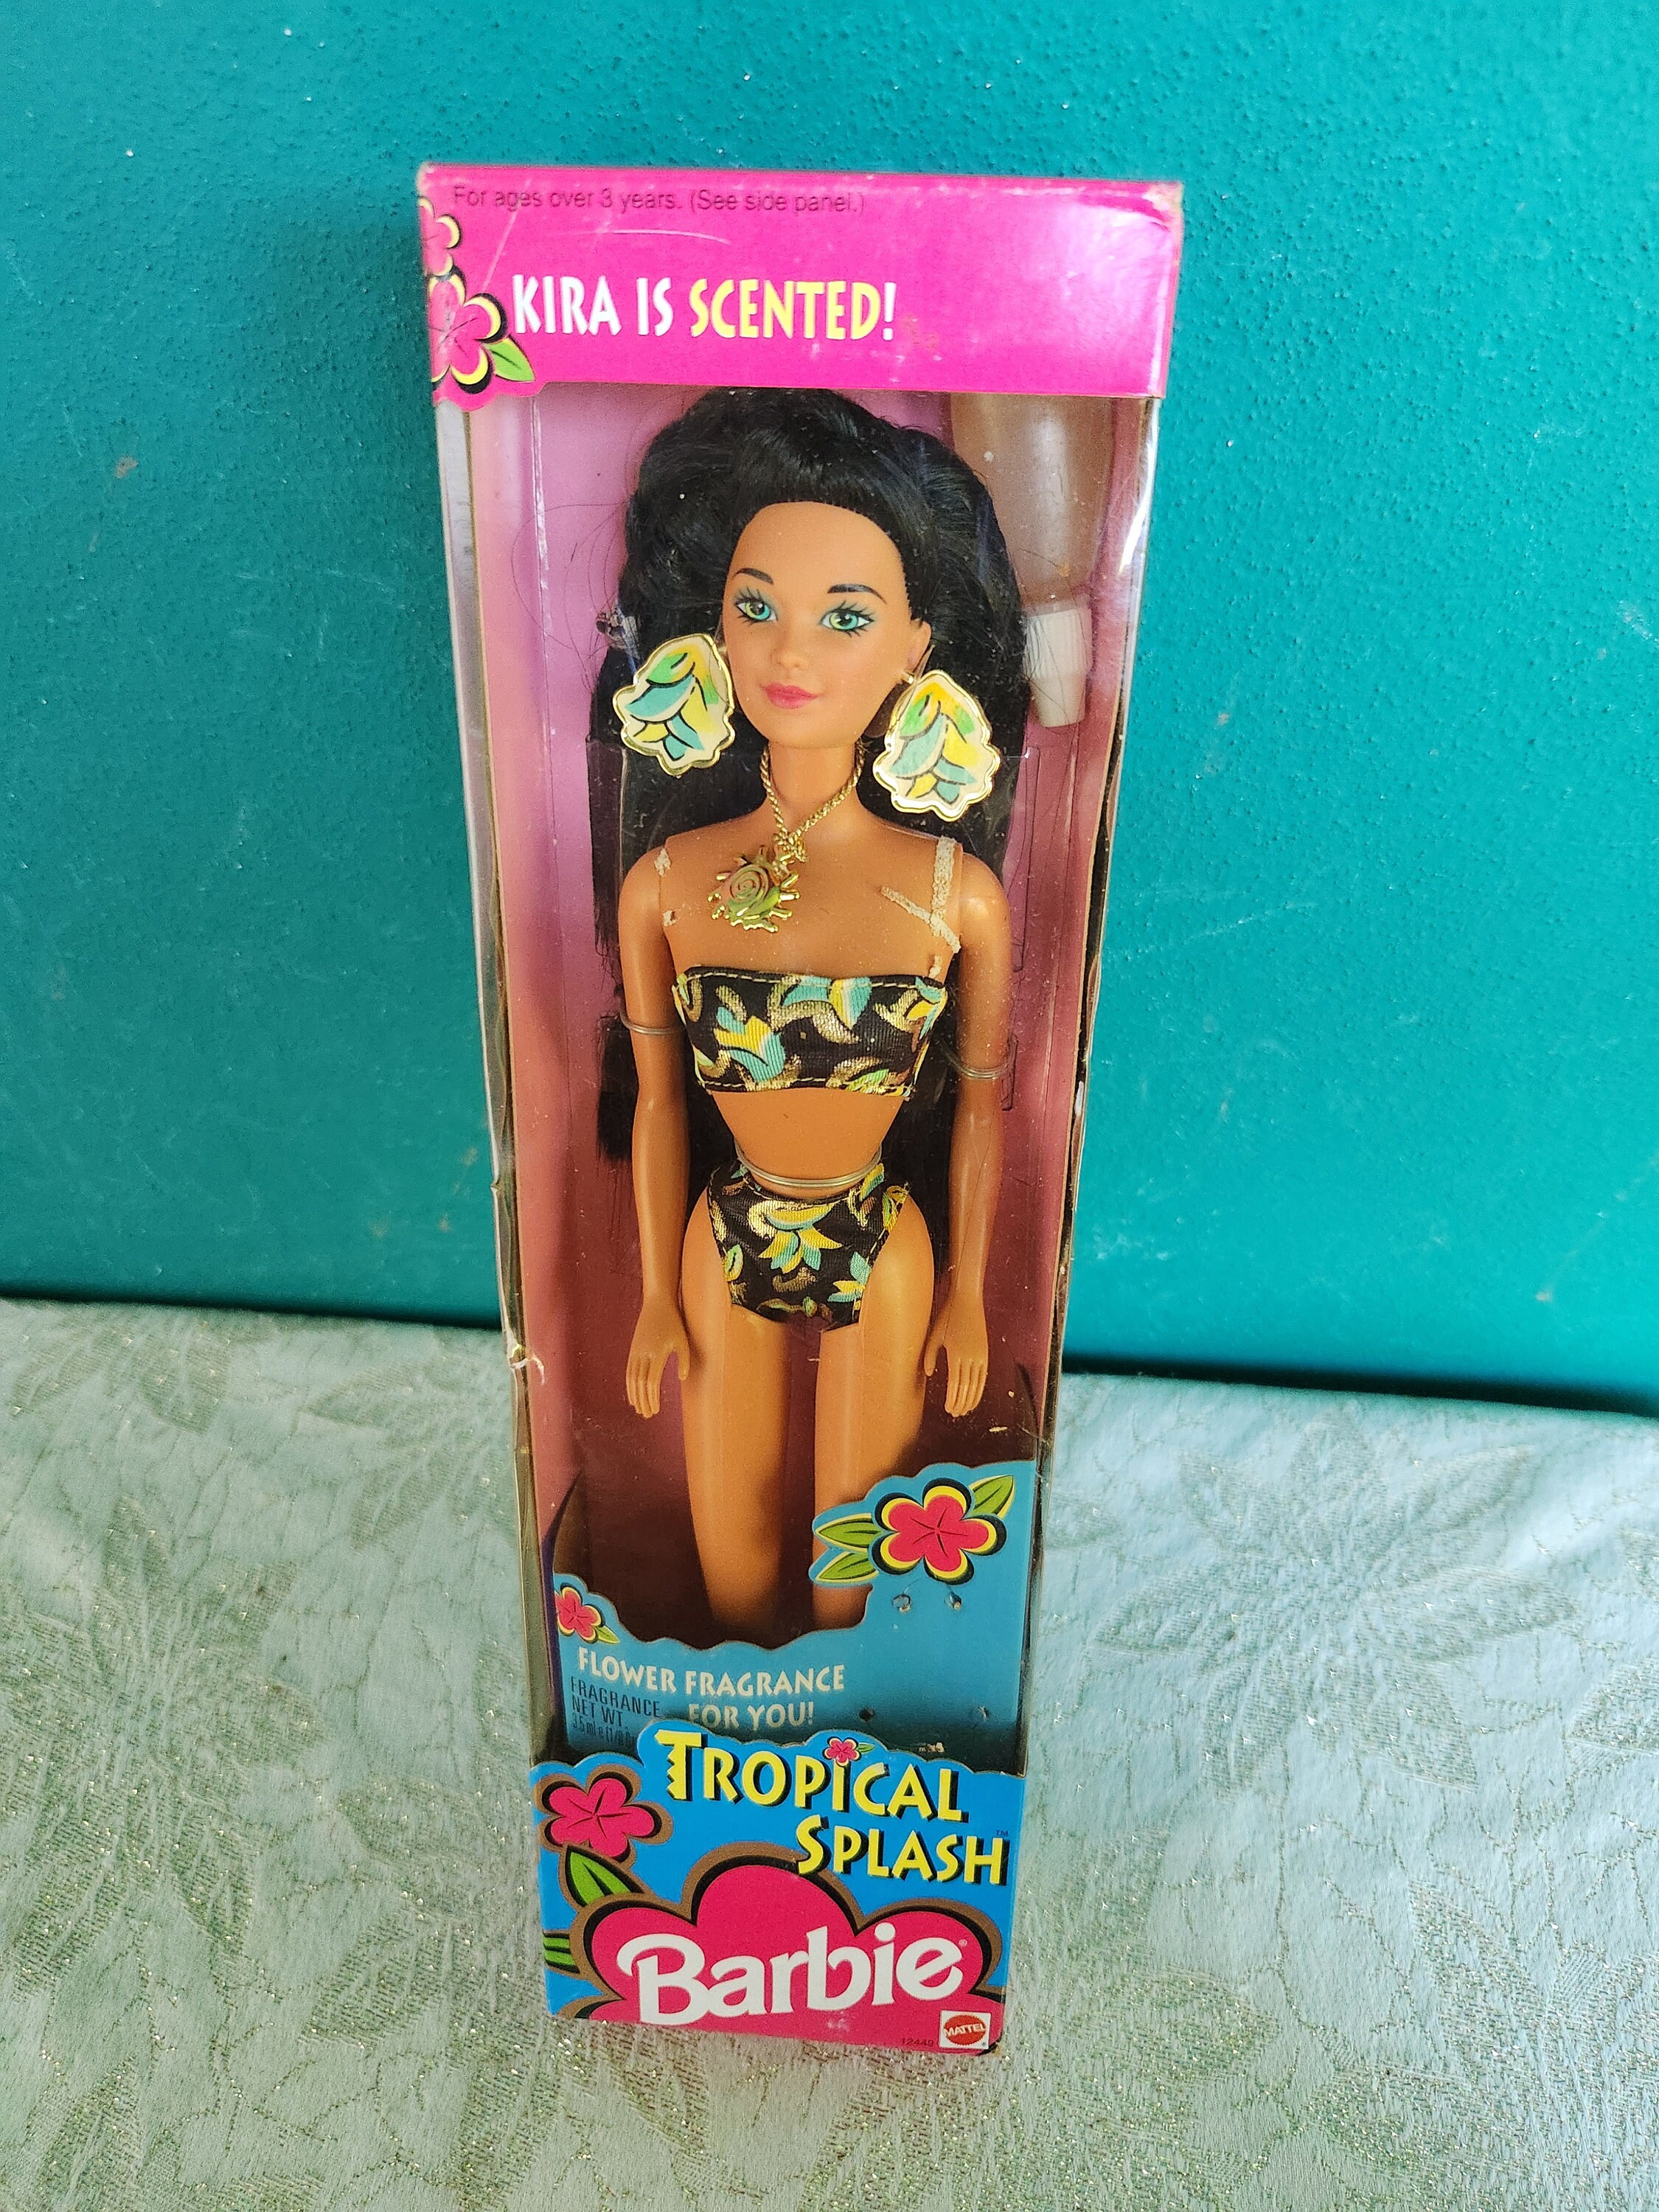 For ages over 3 years. (See side panel.)
KIRA IS SCENTED!
FLOWER FRAGRANCE
FOR YOU!
FRAGRANCE
NET WT.
TROPICAL
SPLASH™
Barbie®
12449
MATTEL